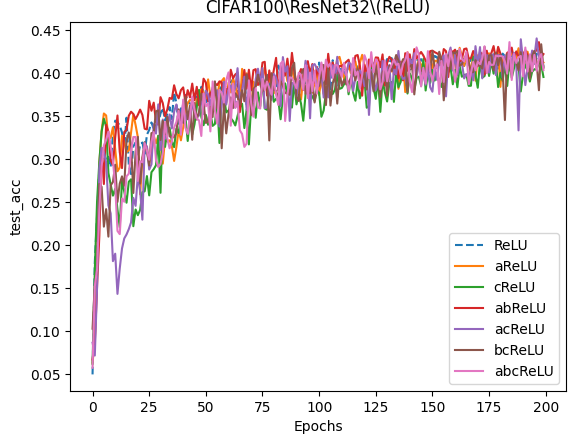 CIFAR100\ResNet32\(ReLU)
0.45
0.40
0.35
0.30
0.25
0.20
0.15
0.10
0.05
test_acc
0 25 50 75 100 125 150 175 200
Epochs
ReLU
aReLU
cReLU
abReLU
acReLU
bcReLU
abcReLU